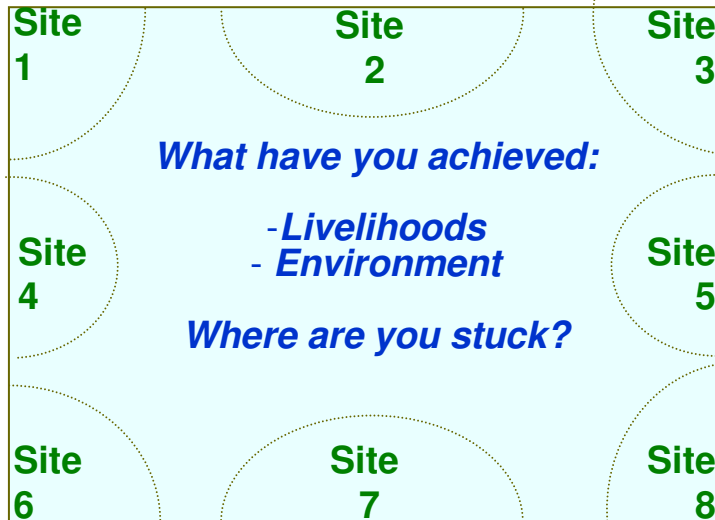 Site
1
Site
2
Site
3
What have you achieved:
-Livelihoods
- Environment
Site
4
Site
5
Where are you stuck?
Site
6
Site
7
Site
8